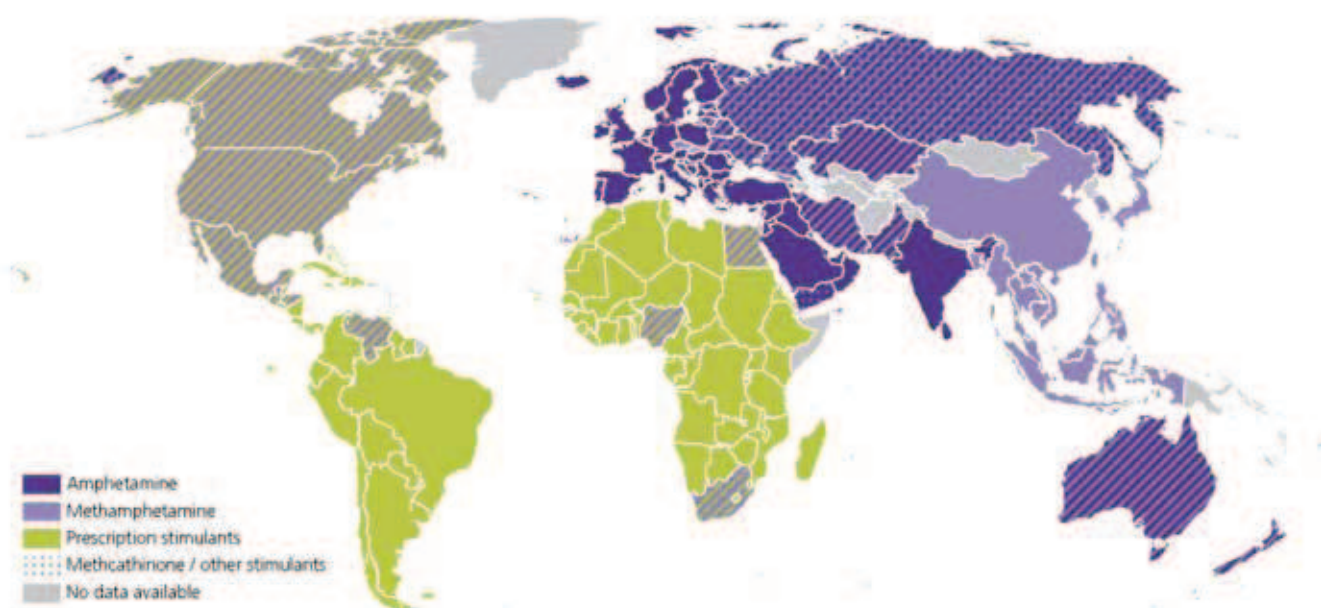 Amphetamine
Methamphetamine
Prescription stimulants
Methcathinone / other stimulants
No data available